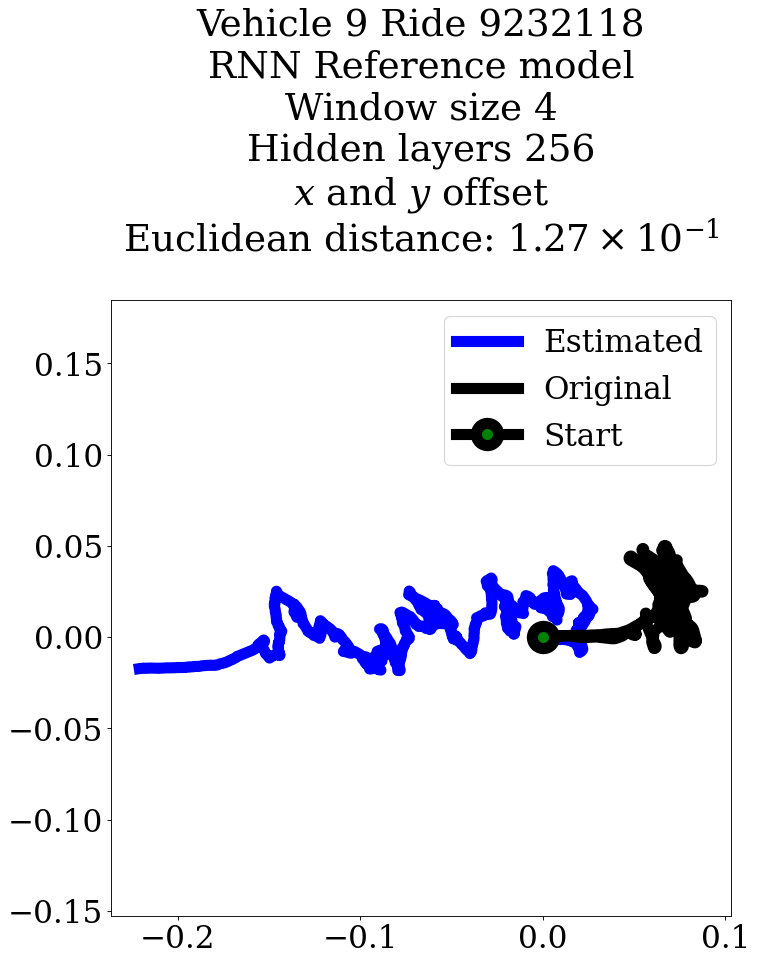 Vehicle 9 Ride 9232118
RNN Reference model
Window size 4
Hidden layers 256
x and y offset
Euclidean distance: 1.27 × 10⁻¹
Estimated
Original
Start
0.15
0.10
0.05
0.00
−0.05
−0.10
−0.15
−0.2
−0.1
0.0
0.1